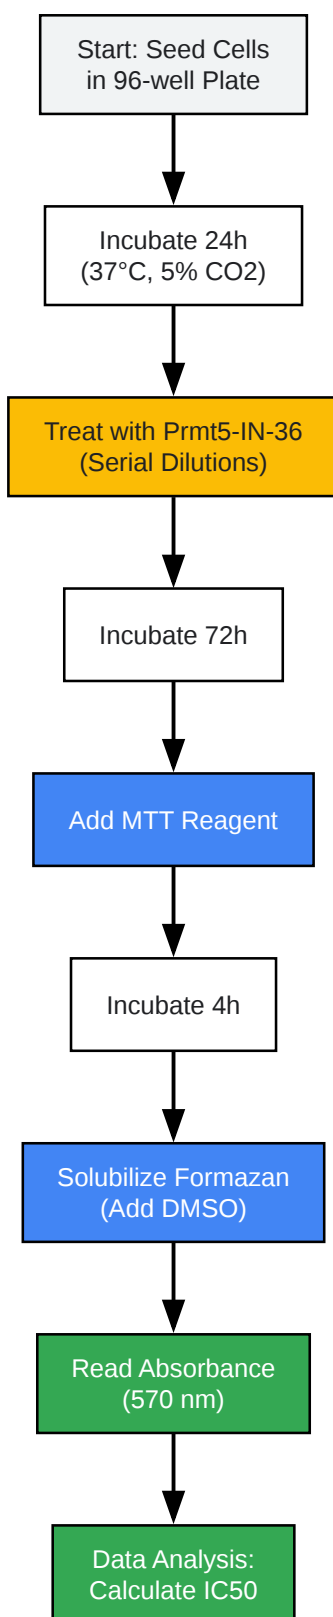 Start: Seed Cells
in 96-well Plate
Incubate 24h
(37°C, 5% CO2)
Treat with Prmt5-IN-36
(Serial Dilutions)
Incubate 72h
Add MTT Reagent
Incubate 4h
Solubilize Formazan
(Add DMSO)
Read Absorbance
(570 nm)
Data Analysis:
Calculate IC50